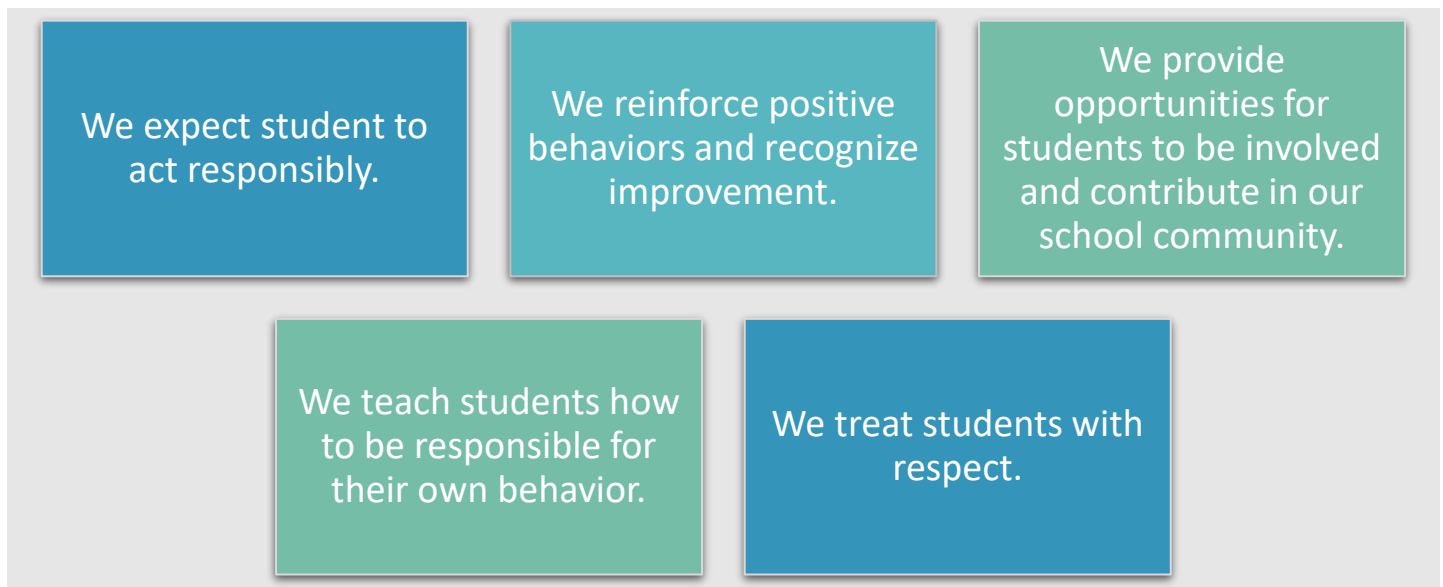 We expect student to
act responsibly.
We reinforce positive
behaviors and recognize
improvement.
We provide
opportunities for
students to be involved
and contribute in our
school community.
We teach students how
to be responsible for
their own behavior.
We treat students with
respect.